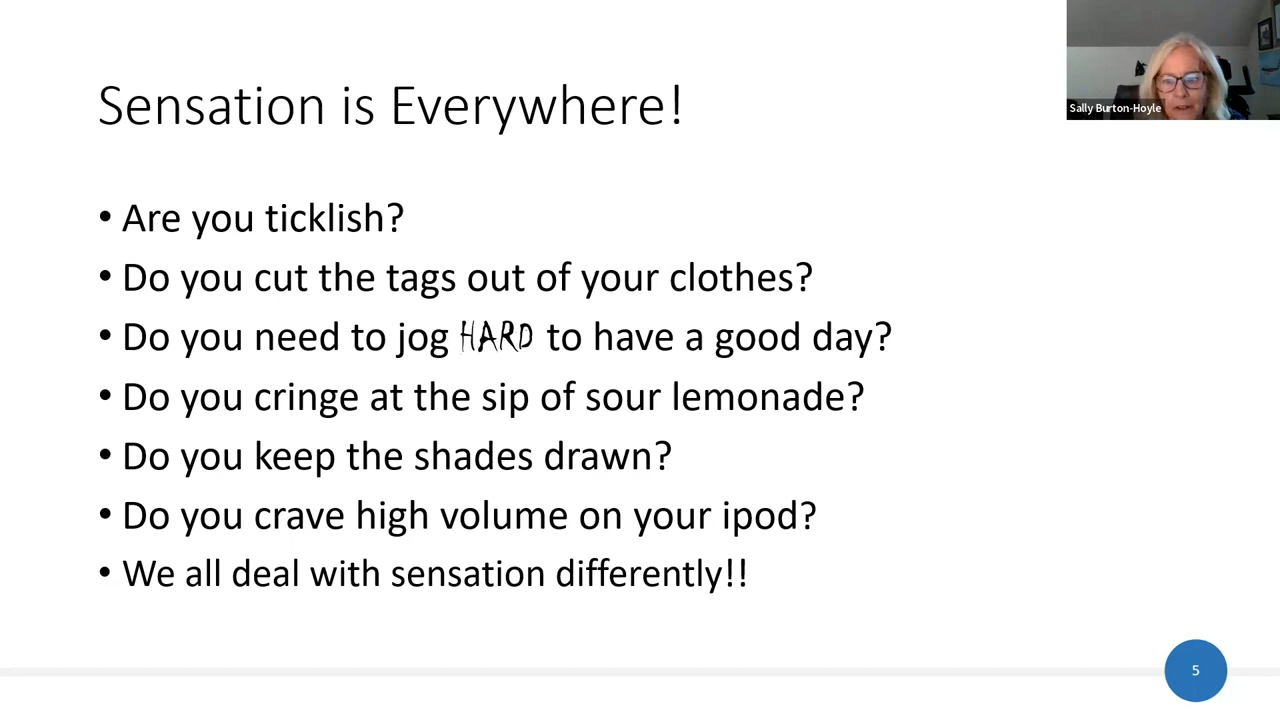 Sally Burton-Hoyle
Sensation is Everywhere!
• Are you ticklish?
• Do you cut the tags out of your clothes?
• Do you need to jog HARD to have a good day?
• Do you cringe at the sip of sour lemonade?
• Do you keep the shades drawn?
• Do you crave high volume on your ipod?
• We all deal with sensation differently!!
5